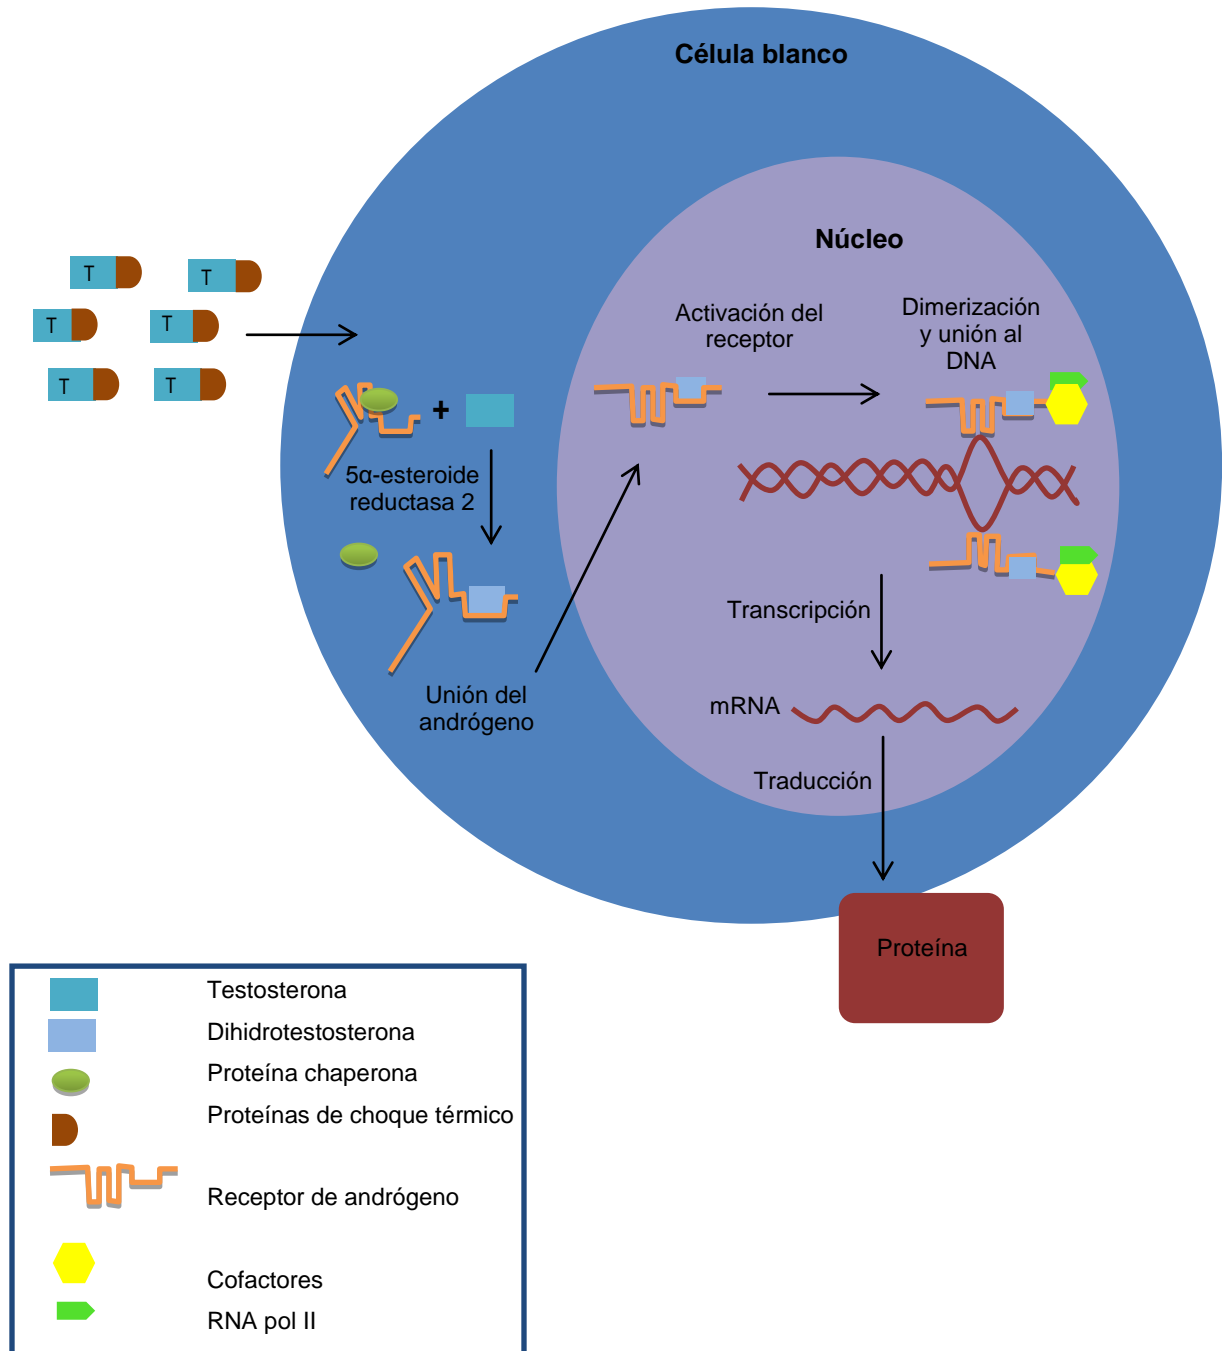 Célula blanco
Núcleo
T
T
T
T
T
T
Activación del
receptor
Dimerización
y unión al
DNA
+
5α-esteroide
reductasa 2
Unión del
andrógeno
Transcripción
mRNA
Traducción
Proteína
Testosterona
Dihidrotestosterona
Proteína chaperona
Proteínas de choque térmico
Receptor de andrógeno
Cofactores
RNA pol II